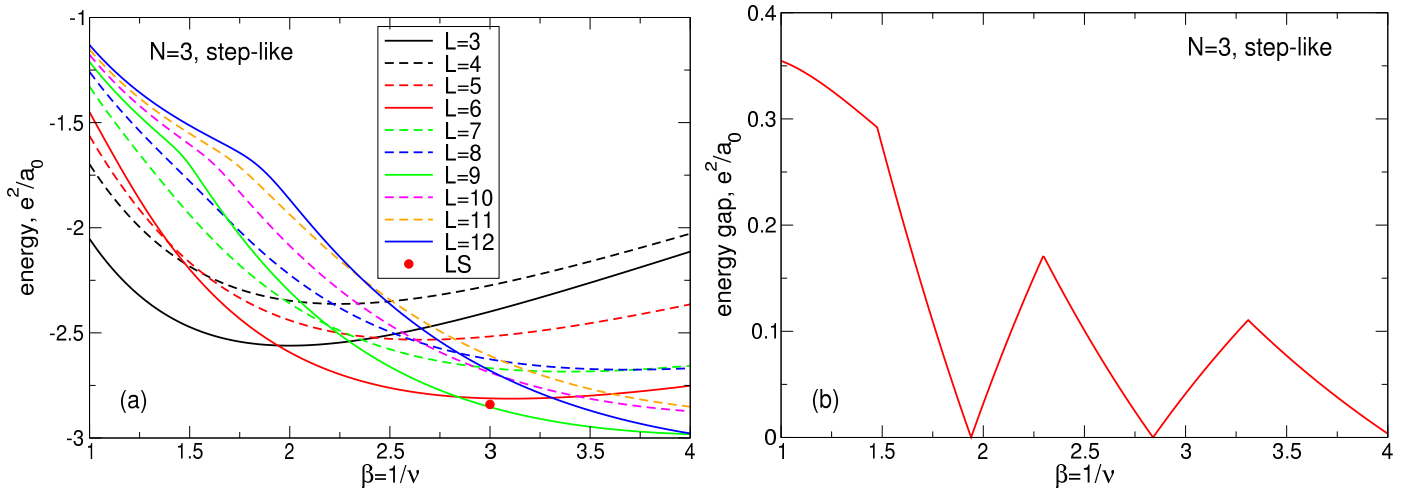 N=3, step-like
L=3
L=4
L=5
L=6
L=7
L=8
L=9
L=10
L=11
L=12
LS
-1
-1.5
-2
-2.5
-3
energy, e²/a₀
(a)
1
1.5
2
2.5
3
3.5
4
β=1/ν
N=3, step-like
0.4
0.3
0.2
0.1
0
energy gap, e²/a₀
(b)
1
1.5
2
2.5
3
3.5
4
β=1/ν